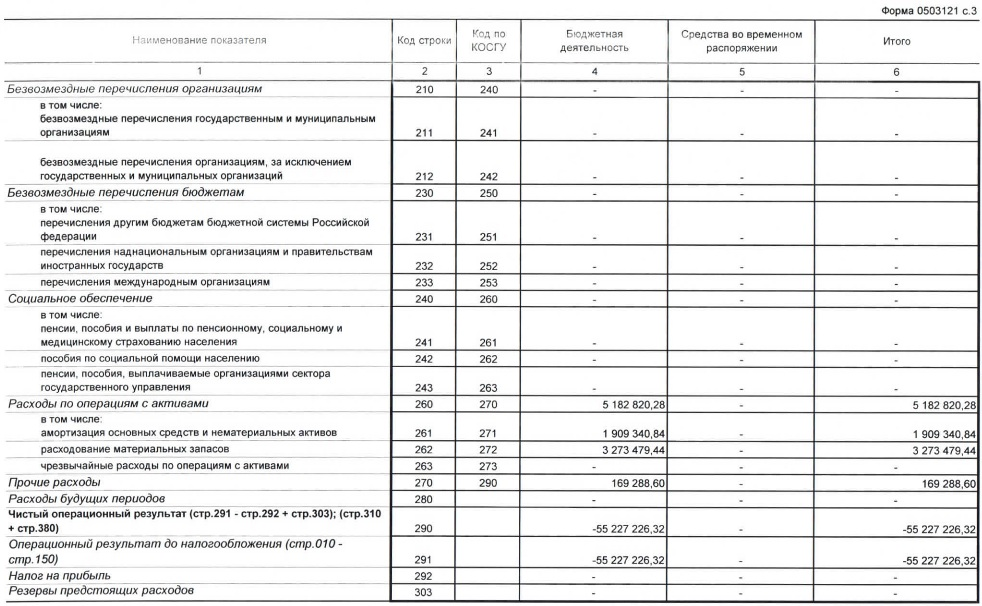 Форма 0503121 с.3
Наименование показателя Код строки Код по КОСГУ Бюджетная деятельность Средства во временном распоряжении Итого
1 2 3 4 5 6
Безвозмездные перечисления организациям 210 240 - - -
в том числе:
безвозмездные перечисления государственным и муниципальным
организациям 211 241 - - -
безвозмездные перечисления организациям, за исключением
государственных и муниципальных организаций 212 242 - - -
Безвозмездные перечисления бюджетам 230 250 - - -
в том числе:
перечисления другим бюджетам бюджетной системы Российской
федерации 231 251 - - -
перечисления наднациональным организациям и правительствам
иностранных государств 232 252 - - -
перечисления международным организациям 233 253 - - -
Социальное обеспечение 240 260 - - -
в том числе:
пенсии, пособия и выплаты по пенсионному, социальному и
медицинскому страхованию населения 241 261 - - -
пособия по социальной помощи населению 242 262 - - -
пенсии, пособия, выплачиваемые организациями сектора
государственного управления 243 263 - - -
Расходы по операциям с активами 260 270 5 182 820,28 - 5 182 820,28
в том числе:
амортизация основных средств и нематериальных активов 261 271 1 909 340,84 - 1 909 340,84
расходование материальных запасов 262 272 3 273 479,44 - 3 273 479,44
чрезвычайные расходы по операциям с активами 263 273 - - -
Прочие расходы 270 290 169 288,60 - 169 288,60
Расходы будущих периодов 280 - - -
Чистый операционный результат (стр.291 - стр.292 + стр.303); (стр.310
+ стр.380) 290 -55 227 226,32 - -55 227 226,32
Операционный результат до налогообложения (стр.010 -
стр.150) 291 -55 227 226,32 - -55 227 226,32
Налог на прибыль 292 - - -
Резервы предстоящих расходов 303 - - -